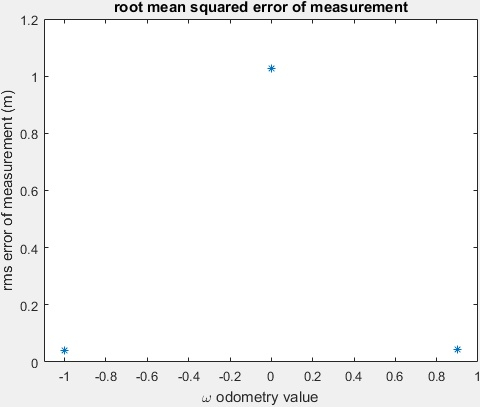 root mean squared error of measurement
rms error of measurement (m)
1.2
1
0.8
0.6
0.4
0.2
0
-1 -0.8 -0.6 -0.4 -0.2 0 0.2 0.4 0.6 0.8 1
ω odometry value